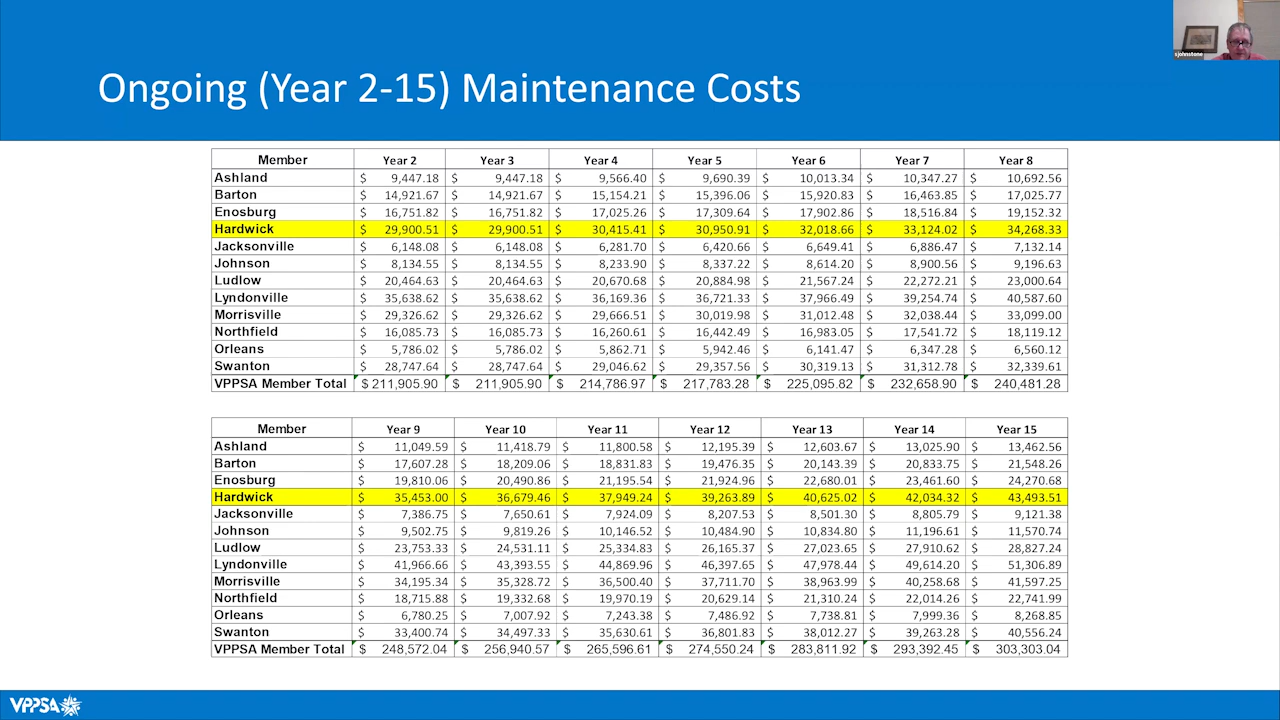 sjohnstone
Ongoing (Year 2-15) Maintenance Costs
Member Year 2 Year 3 Year 4 Year 5 Year 6 Year 7 Year 8
Ashland $ 9,447.18 $ 9,447.18 $ 9,566.40 $ 9,690.39 $ 10,013.34 $ 10,347.27 $ 10,692.56
Barton $ 14,921.67 $ 14,921.67 $ 15,154.21 $ 15,396.06 $ 15,920.83 $ 16,463.85 $ 17,025.77
Enosburg $ 16,751.82 $ 16,751.82 $ 17,025.26 $ 17,309.64 $ 17,902.86 $ 18,516.84 $ 19,152.32
Hardwick $ 29,900.51 $ 29,900.51 $ 30,415.41 $ 30,950.91 $ 32,018.66 $ 33,124.02 $ 34,268.33
Jacksonville $ 6,148.08 $ 6,148.08 $ 6,281.70 $ 6,420.66 $ 6,649.41 $ 6,886.47 $ 7,132.14
Johnson $ 8,134.55 $ 8,134.55 $ 8,233.90 $ 8,337.22 $ 8,614.20 $ 8,900.56 $ 9,196.63
Ludlow $ 20,464.63 $ 20,464.63 $ 20,670.68 $ 20,884.98 $ 21,567.24 $ 22,272.21 $ 23,000.64
Lyndonville $ 35,638.62 $ 35,638.62 $ 36,169.36 $ 36,721.33 $ 37,966.49 $ 39,254.74 $ 40,587.60
Morrisville $ 29,326.62 $ 29,326.62 $ 29,666.51 $ 30,019.98 $ 31,012.48 $ 32,038.44 $ 33,099.00
Northfield $ 16,085.73 $ 16,085.73 $ 16,260.61 $ 16,442.49 $ 16,983.05 $ 17,541.72 $ 18,119.12
Orleans $ 5,786.02 $ 5,786.02 $ 5,862.71 $ 5,942.46 $ 6,141.47 $ 6,347.28 $ 6,560.12
Swanton $ 28,747.64 $ 28,747.64 $ 29,046.62 $ 29,357.56 $ 30,319.13 $ 31,312.78 $ 32,339.61
VPPSA Member Total $ 211,905.90 $ 211,905.90 $ 214,786.97 $ 217,783.28 $ 225,095.82 $ 232,658.90 $ 240,481.28
Member Year 9 Year 10 Year 11 Year 12 Year 13 Year 14 Year 15
Ashland $ 11,049.59 $ 11,418.79 $ 11,800.58 $ 12,195.39 $ 12,603.67 $ 13,025.90 $ 13,462.56
Barton $ 17,607.28 $ 18,209.06 $ 18,831.83 $ 19,476.35 $ 20,143.39 $ 20,833.75 $ 21,548.26
Enosburg $ 19,810.06 $ 20,490.86 $ 21,195.54 $ 21,924.96 $ 22,680.01 $ 23,461.60 $ 24,270.68
Hardwick $ 35,453.00 $ 36,679.46 $ 37,949.24 $ 39,263.89 $ 40,625.02 $ 42,034.32 $ 43,493.51
Jacksonville $ 7,386.75 $ 7,650.61 $ 7,924.09 $ 8,207.53 $ 8,501.30 $ 8,805.79 $ 9,121.38
Johnson $ 9,502.75 $ 9,819.26 $ 10,146.52 $ 10,484.90 $ 10,834.80 $ 11,196.61 $ 11,570.74
Ludlow $ 23,753.33 $ 24,531.11 $ 25,334.83 $ 26,165.37 $ 27,023.65 $ 27,910.62 $ 28,827.24
Lyndonville $ 41,966.66 $ 43,393.55 $ 44,869.96 $ 46,397.65 $ 47,978.44 $ 49,614.20 $ 51,306.89
Morrisville $ 34,195.34 $ 35,328.72 $ 36,500.40 $ 37,711.70 $ 38,963.99 $ 40,258.68 $ 41,597.25
Northfield $ 18,715.88 $ 19,332.68 $ 19,970.19 $ 20,629.14 $ 21,310.24 $ 22,014.26 $ 22,741.99
Orleans $ 6,780.25 $ 7,007.92 $ 7,243.38 $ 7,486.92 $ 7,738.81 $ 7,999.36 $ 8,268.85
Swanton $ 33,400.74 $ 34,497.33 $ 35,630.61 $ 36,801.83 $ 38,012.27 $ 39,263.28 $ 40,556.24
VPPSA Member Total $ 248,572.04 $ 256,940.57 $ 265,596.61 $ 274,550.24 $ 283,811.92 $ 293,392.45 $ 303,303.04
VPPSA